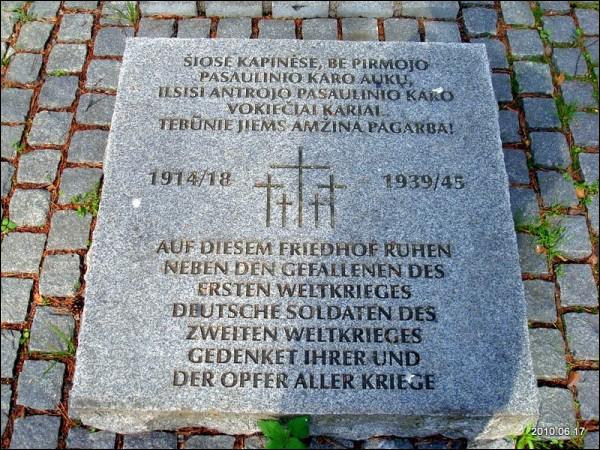 ŠIOSE KAPINĖSE, BE PIRMOJO
PASAULINIO KARO AUKŲ,
ILSISI ANTROJO PASAULINIO KARO
VOKIEČIAI KARIAI.
TEBŪNIE JIEMS AMŽINA PAGARBA!
1914/18 1939/45
AUF DIESEM FRIEDHOF RUHEN
NEBEN DEN GEFALLENEN DES
ERSTEN WELTKRIEGES
DEUTSCHE SOLDATEN DES
ZWEITEN WELTKRIEGES
GEDENKET IHRER UND
DER OPFER ALLER KRIEGE
2010.06.17